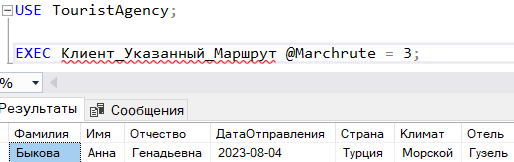 USE TouristAgency;
EXEC Клиент_Указанный_Маршрут @Marchrute = 3;
%
Результаты Сообщения
Фамилия Имя Отчество ДатаОтправления Страна Климат Отель
Быкова Анна Генадьевна 2023-08-04 Турция Морской Гузель